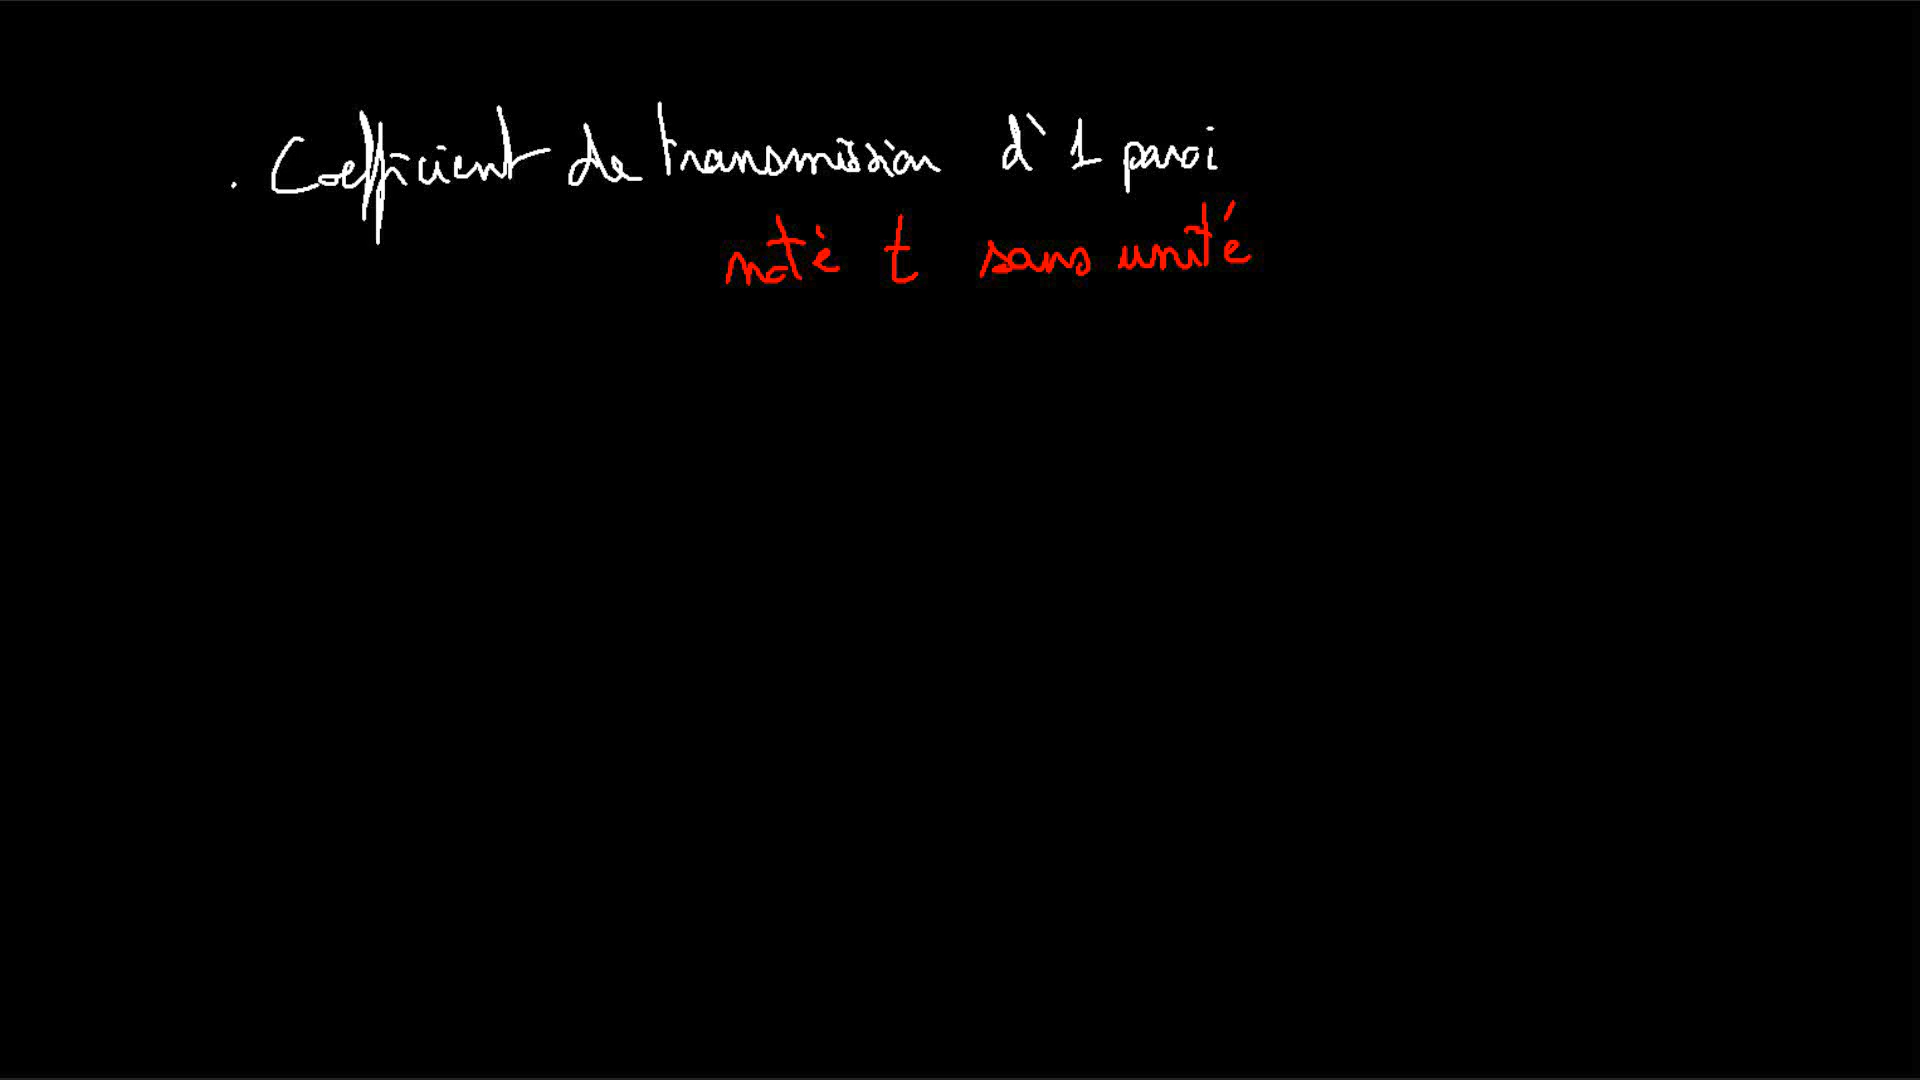 . Coefficient de transmission d'1 paroi
noté t sans unité